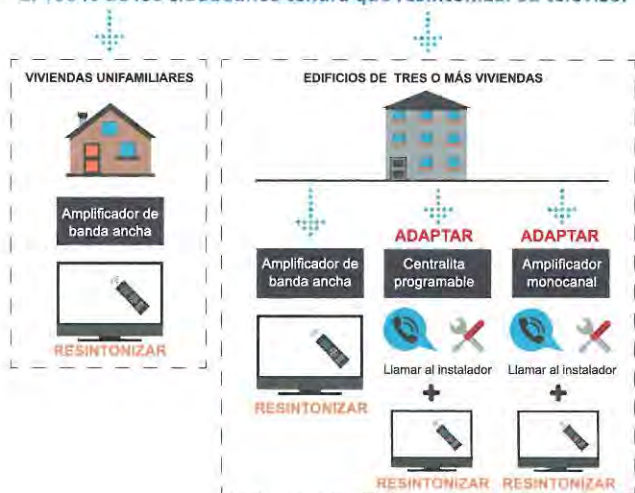 VIVIENDAS UNIFAMILIARES
Amplificador de
banda ancha
RESINTONIZAR
EDIFICIOS DE TRES O MÁS VIVIENDAS
Amplificador de
banda ancha
RESINTONIZAR
ADAPTAR
Centralita
programable
Llamar al instalador
+
RESINTONIZAR
ADAPTAR
Amplificador
monocanal
Llamar al instalador
+
RESINTONIZAR